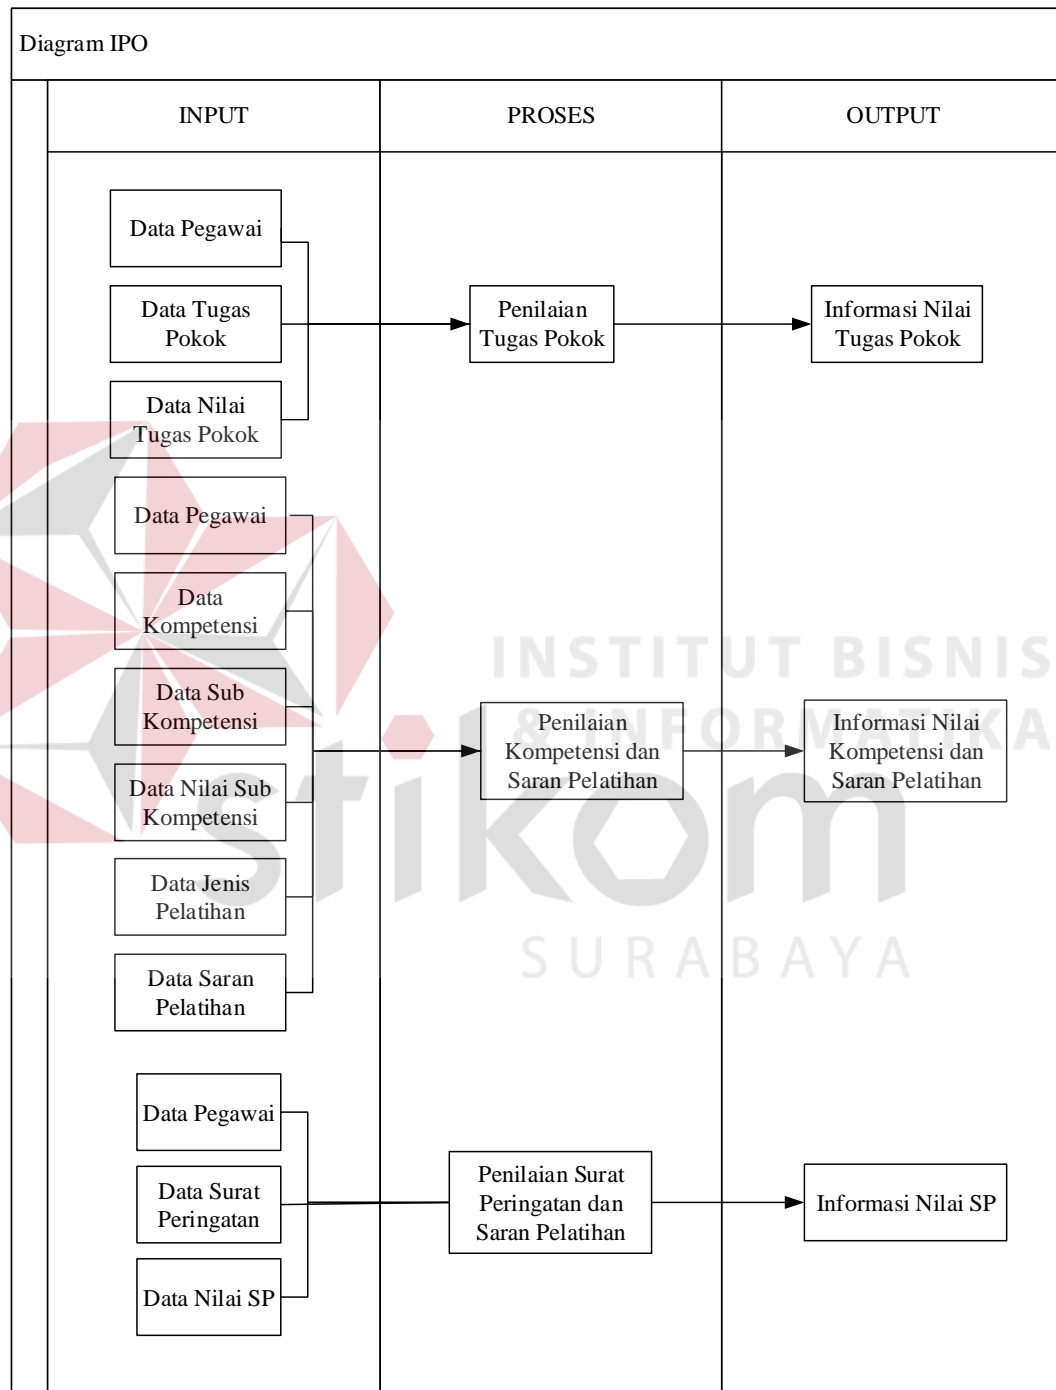 Diagram IPO
INPUT
PROSES
OUTPUT
Data Pegawai
Data Tugas
Pokok
Data Nilai
Tugas Pokok
Penilaian
Tugas Pokok
Informasi Nilai
Tugas Pokok
Data Pegawai
Data
Kompetensi
Data Sub
Kompetensi
Data Nilai Sub
Kompetensi
Data Jenis
Pelatihan
Data Saran
Pelatihan
Penilaian
Kompetensi dan
Saran Pelatihan
Informasi Nilai
Kompetensi dan
Saran Pelatihan
Data Pegawai
Data Surat
Peringatan
Data Nilai SP
Penilaian Surat
Peringatan dan
Saran Pelatihan
Informasi Nilai SP
INSTITUT BISNIS
& INFORMATIKA
stikom
SURABAYA